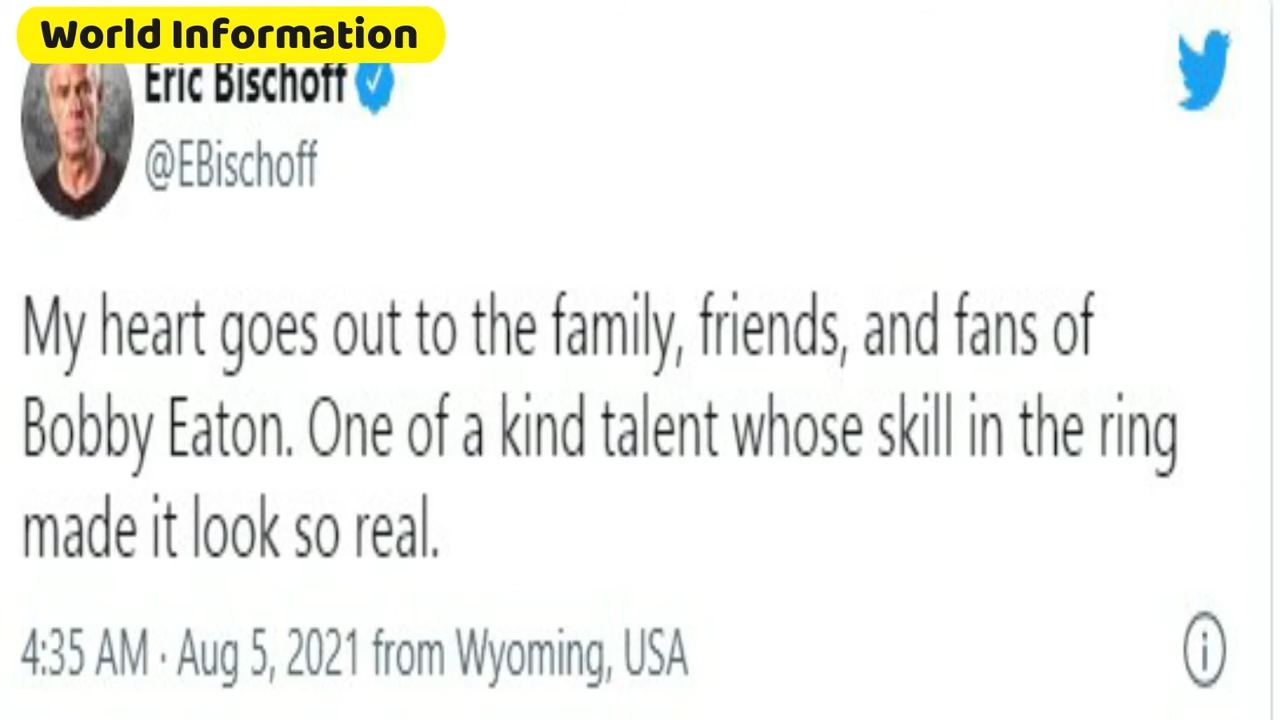 World Information
Eric Bischoff
@EBischoff
My heart goes out to the family, friends, and fans of
Bobby Eaton. One of a kind talent whose skill in the ring
made it look so real.
4:35 AM · Aug 5, 2021 from Wyoming, USA